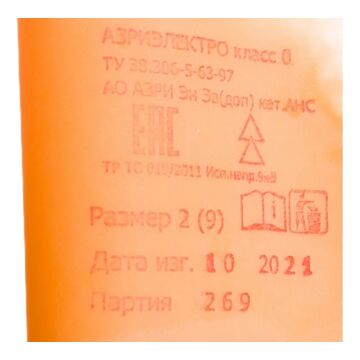 АЗРИЭЛЕКТРО класс 0
ТУ 38.306-5-63-97
АО АЗРИ Эн Эв(доп) кат.АНС
ЕАС
ТР ТС 019/2011 Исп.напр.9кВ
Размер 2 (9)
Дата изг. 10 2021
Партия 269